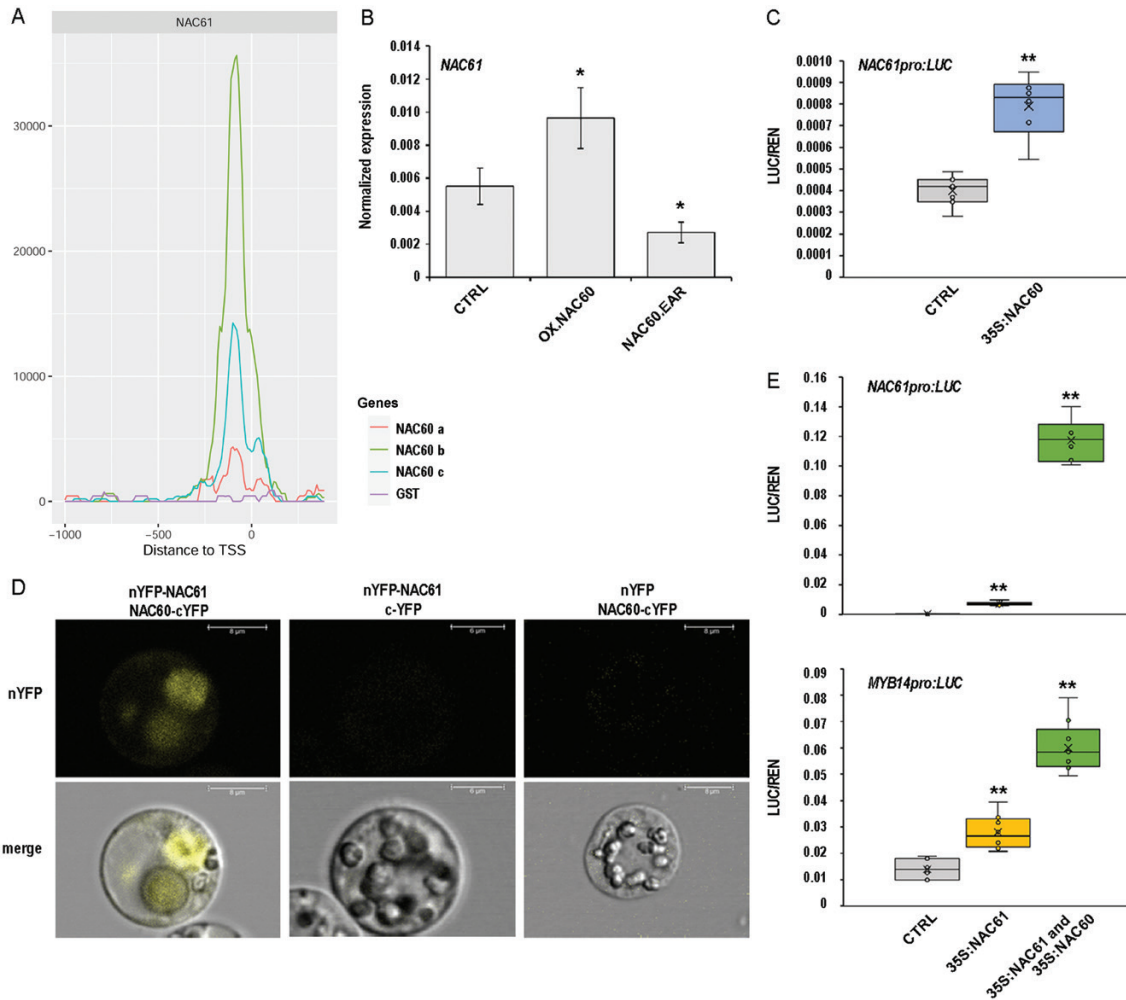 A
NAC61
30000
20000
10000
0
−1000
−500
0
Distance to TSS
Genes
NAC60 a
NAC60 b
NAC60 c
GST
B
NAC61
Normalized expression
0.014
0.012
0.010
0.008
0.006
0.004
0.002
0
*
*
CTRL
OX.NAC60
NAC60.EAR
C
NAC61pro:LUC
LUC/REN
0.0010
0.0009
0.0008
0.0007
0.0006
0.0005
0.0004
0.0003
0.0002
0.0001
0
**
CTRL
35S:NAC60
D
nYFP-NAC61
NAC60-cYFP
nYFP-NAC61
c-YFP
nYFP
NAC60-cYFP
nYFP
8 µm
6 µm
8 µm
merge
8 µm
6 µm
8 µm
E
NAC61pro:LUC
LUC/REN
0.16
0.14
0.12
0.10
0.08
0.06
0.04
0.02
0
**
**
MYB14pro:LUC
LUC/REN
0.09
0.08
0.07
0.06
0.05
0.04
0.03
0.02
0.01
0
**
**
CTRL
35S:NAC61
35S:NAC61 and
35S:NAC60